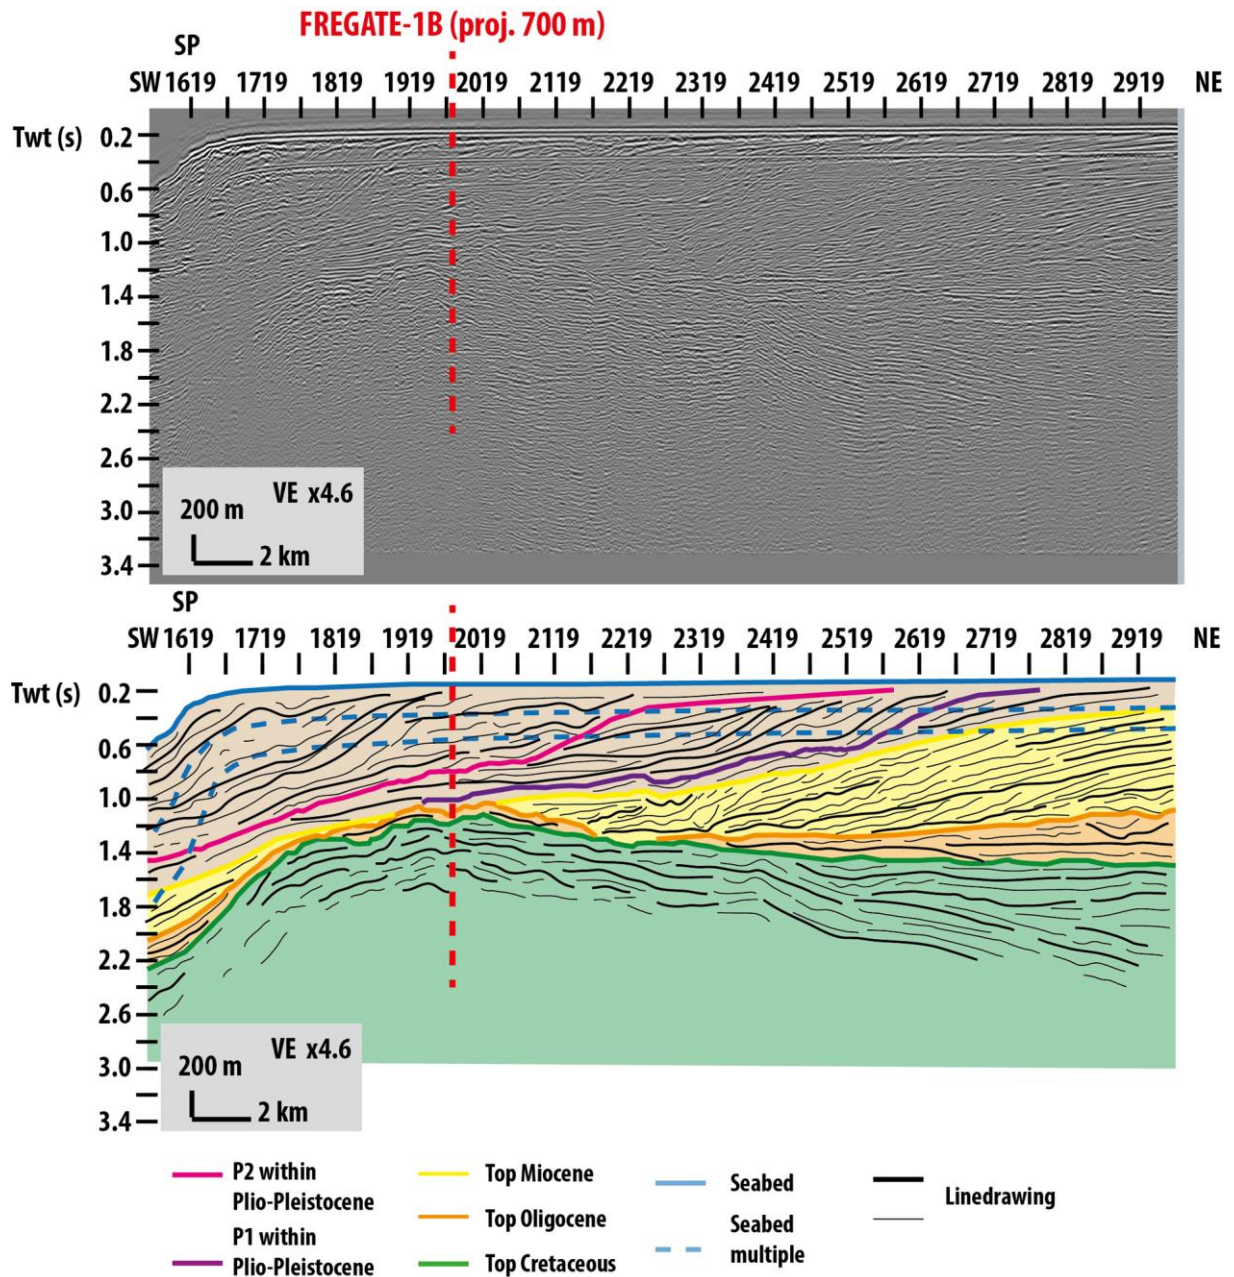 FREGATE-1B (proj. 700 m)
SP
SW 1619 1719 1819 1919 2019 2119 2219 2319 2419 2519 2619 2719 2819 2919 NE
Twt (s)
0.2
0.6
1.0
1.4
1.8
2.2
2.6
3.0
3.4
VE x4.6
200 m
2 km
SP
SW 1619 1719 1819 1919 2019 2119 2219 2319 2419 2519 2619 2719 2819 2919 NE
Twt (s)
0.2
0.6
1.0
1.4
1.8
2.2
2.6
3.0
3.4
VE x4.6
200 m
2 km
P2 within
Plio-Pleistocene
P1 within
Plio-Pleistocene
Top Miocene
Top Oligocene
Top Cretaceous
Seabed
Seabed
multiple
Linedrawing